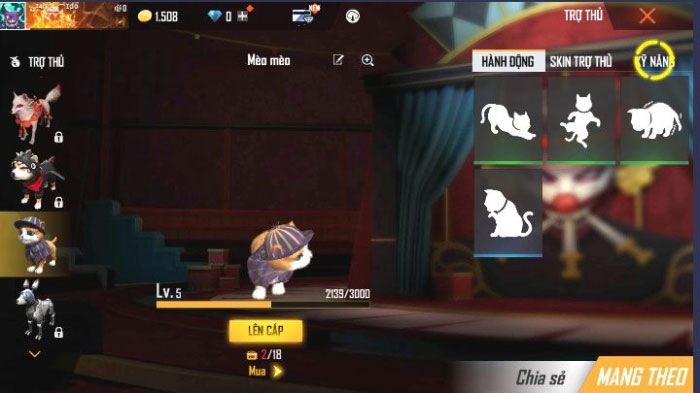 1.508
0
NEW
TRỢ THỦ
TRỢ THỦ
Mèo mèo
HÀNH ĐỘNG
SKIN TRỢ THỦ
KỸ NĂNG
Lv. 5
2139/3000
LÊN CẤP
2/18
Mua
Chia sẻ
MANG THEO